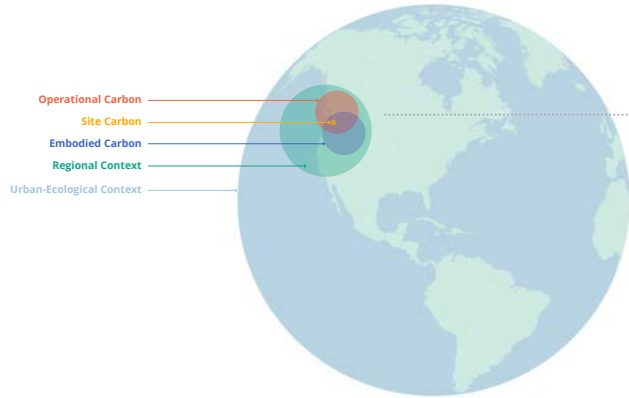 Operational Carbon
Site Carbon
Embodied Carbon
Regional Context
Urban-Ecological Context